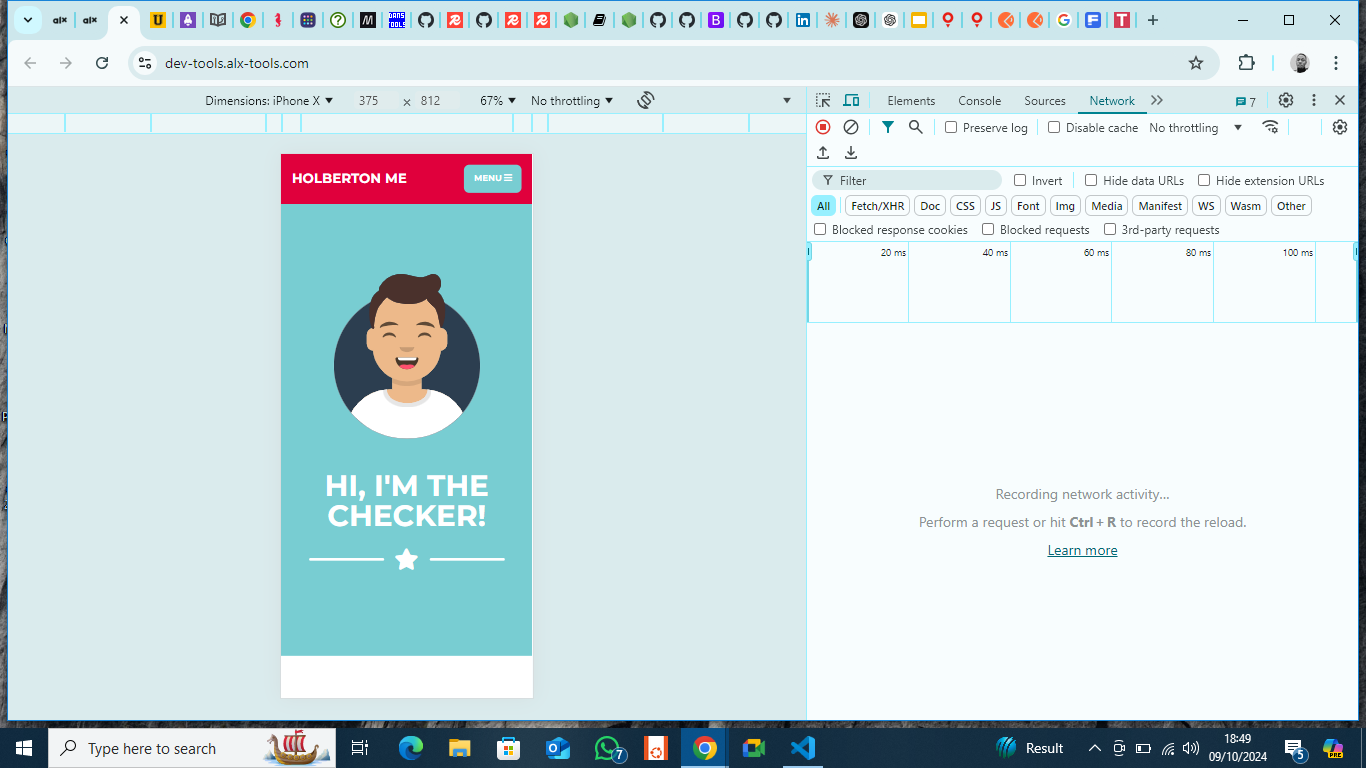 alx
alx
dev-tools.alx-tools.com
Dimensions: iPhone X
375
×
812
67%
No throttling
Elements
Console
Sources
Network
7
Preserve log
Disable cache
No throttling
Filter
Invert
Hide data URLs
Hide extension URLs
All
Fetch/XHR
Doc
CSS
JS
Font
Img
Media
Manifest
WS
Wasm
Other
Blocked response cookies
Blocked requests
3rd-party requests
20 ms
40 ms
60 ms
80 ms
100 ms
HOLBERTON ME
MENU
HI, I'M THE
CHECKER!
Recording network activity...
Perform a request or hit Ctrl + R to record the reload.
Learn more
Type here to search
7
Result
18:49
09/10/2024
5
PRE